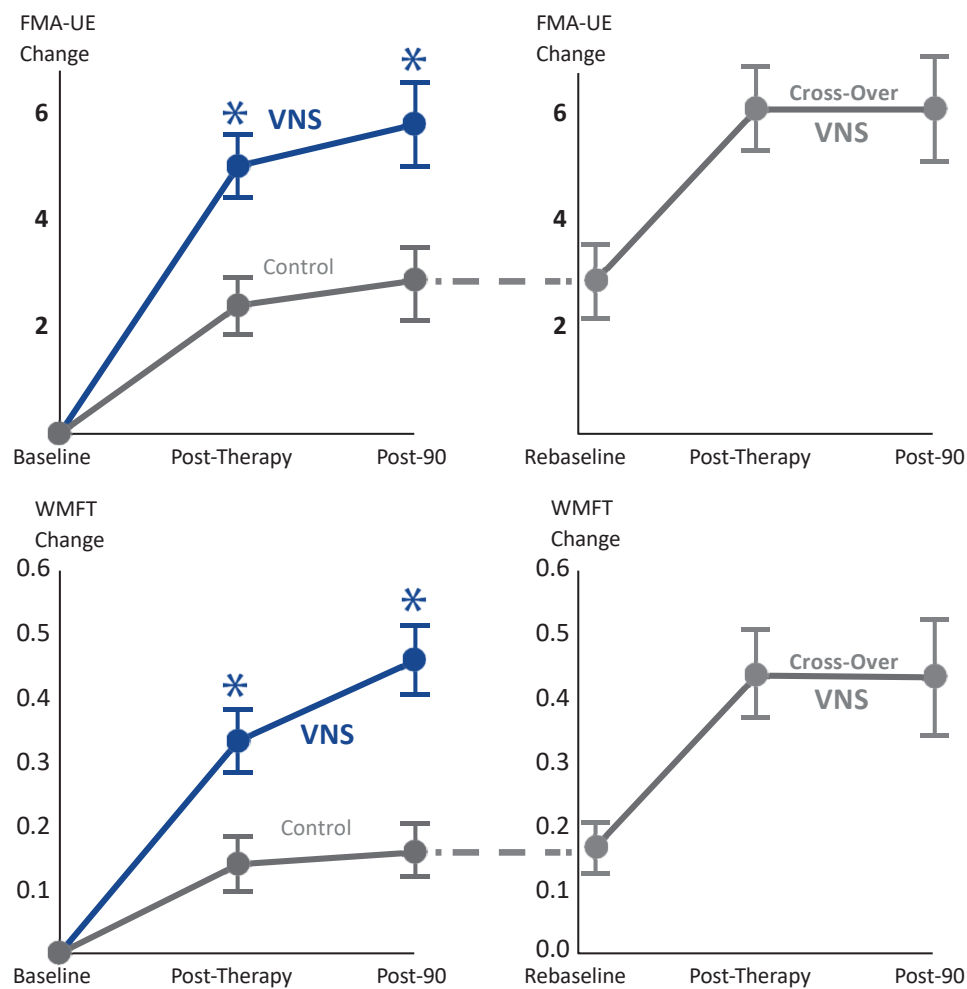 FMA-UE
Change
6
4
2
*
*
VNS
Control
Baseline
Post-Therapy
Post-90
FMA-UE
Change
6
4
2
Cross-Over
VNS
Rebaseline
Post-Therapy
Post-90
WMFT
Change
0.6
0.5
0.4
0.3
0.2
0.1
*
*
VNS
Control
Baseline
Post-Therapy
Post-90
WMFT
Change
0.6
0.5
0.4
0.3
0.2
0.1
0.0
Cross-Over
VNS
Rebaseline
Post-Therapy
Post-90